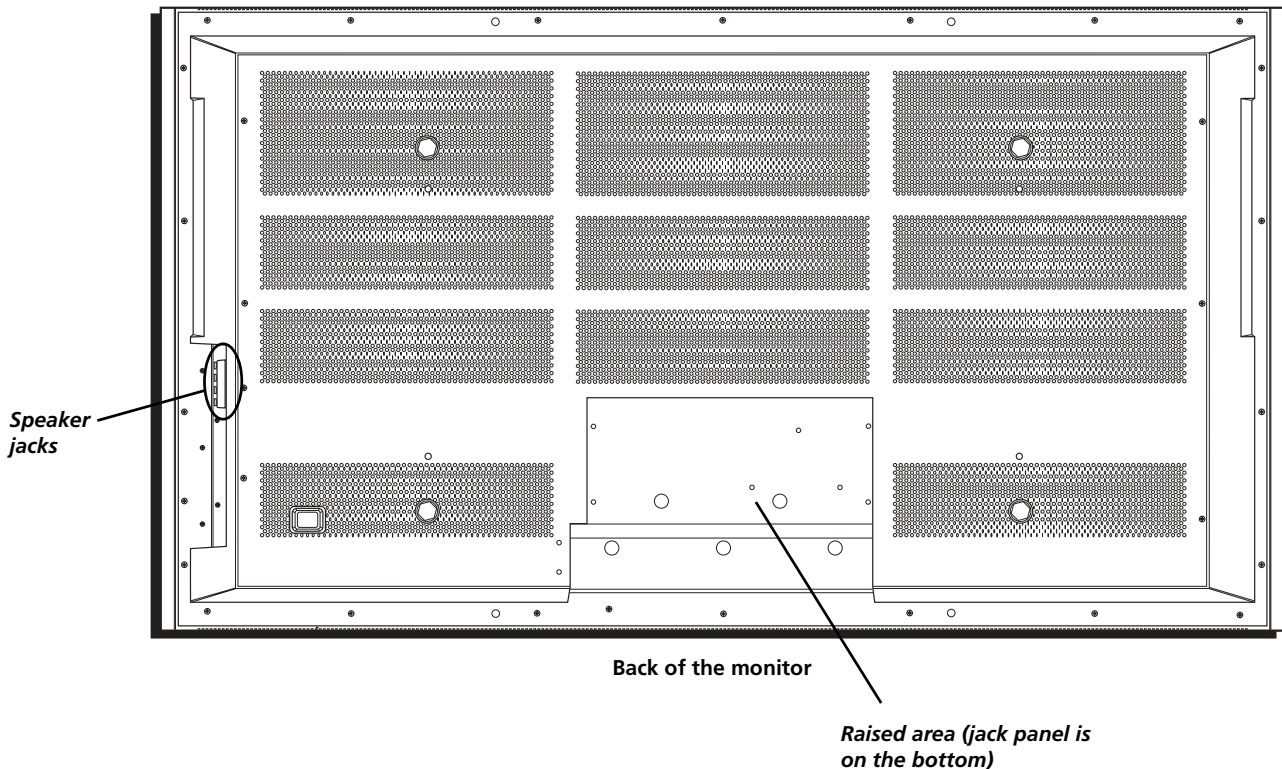 Speaker
jacks
Back of the monitor
Raised area (jack panel is
on the bottom)